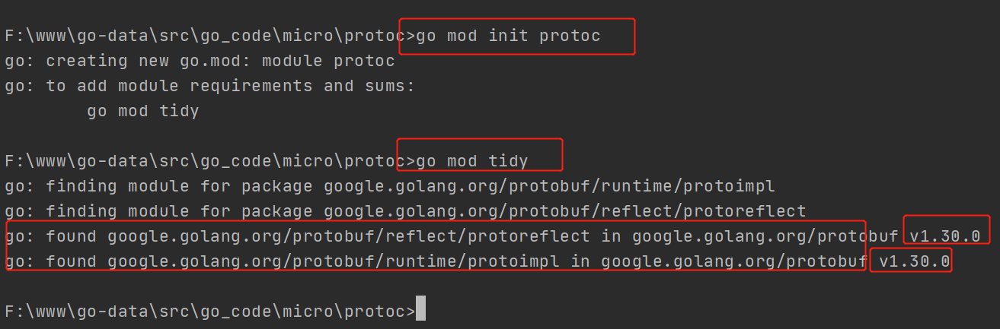 F:\www\go-data\src\go_code\micro\protoc>go mod init protoc
go: creating new go.mod: module protoc
go: to add module requirements and sums:
        go mod tidy
F:\www\go-data\src\go_code\micro\protoc>go mod tidy
go: finding module for package google.golang.org/protobuf/runtime/protoimpl
go: finding module for package google.golang.org/protobuf/reflect/protoreflect
go: found google.golang.org/protobuf/reflect/protoreflect in google.golang.org/protobuf v1.30.0
go: found google.golang.org/protobuf/runtime/protoimpl in google.golang.org/protobuf v1.30.0
F:\www\go-data\src\go_code\micro\protoc>